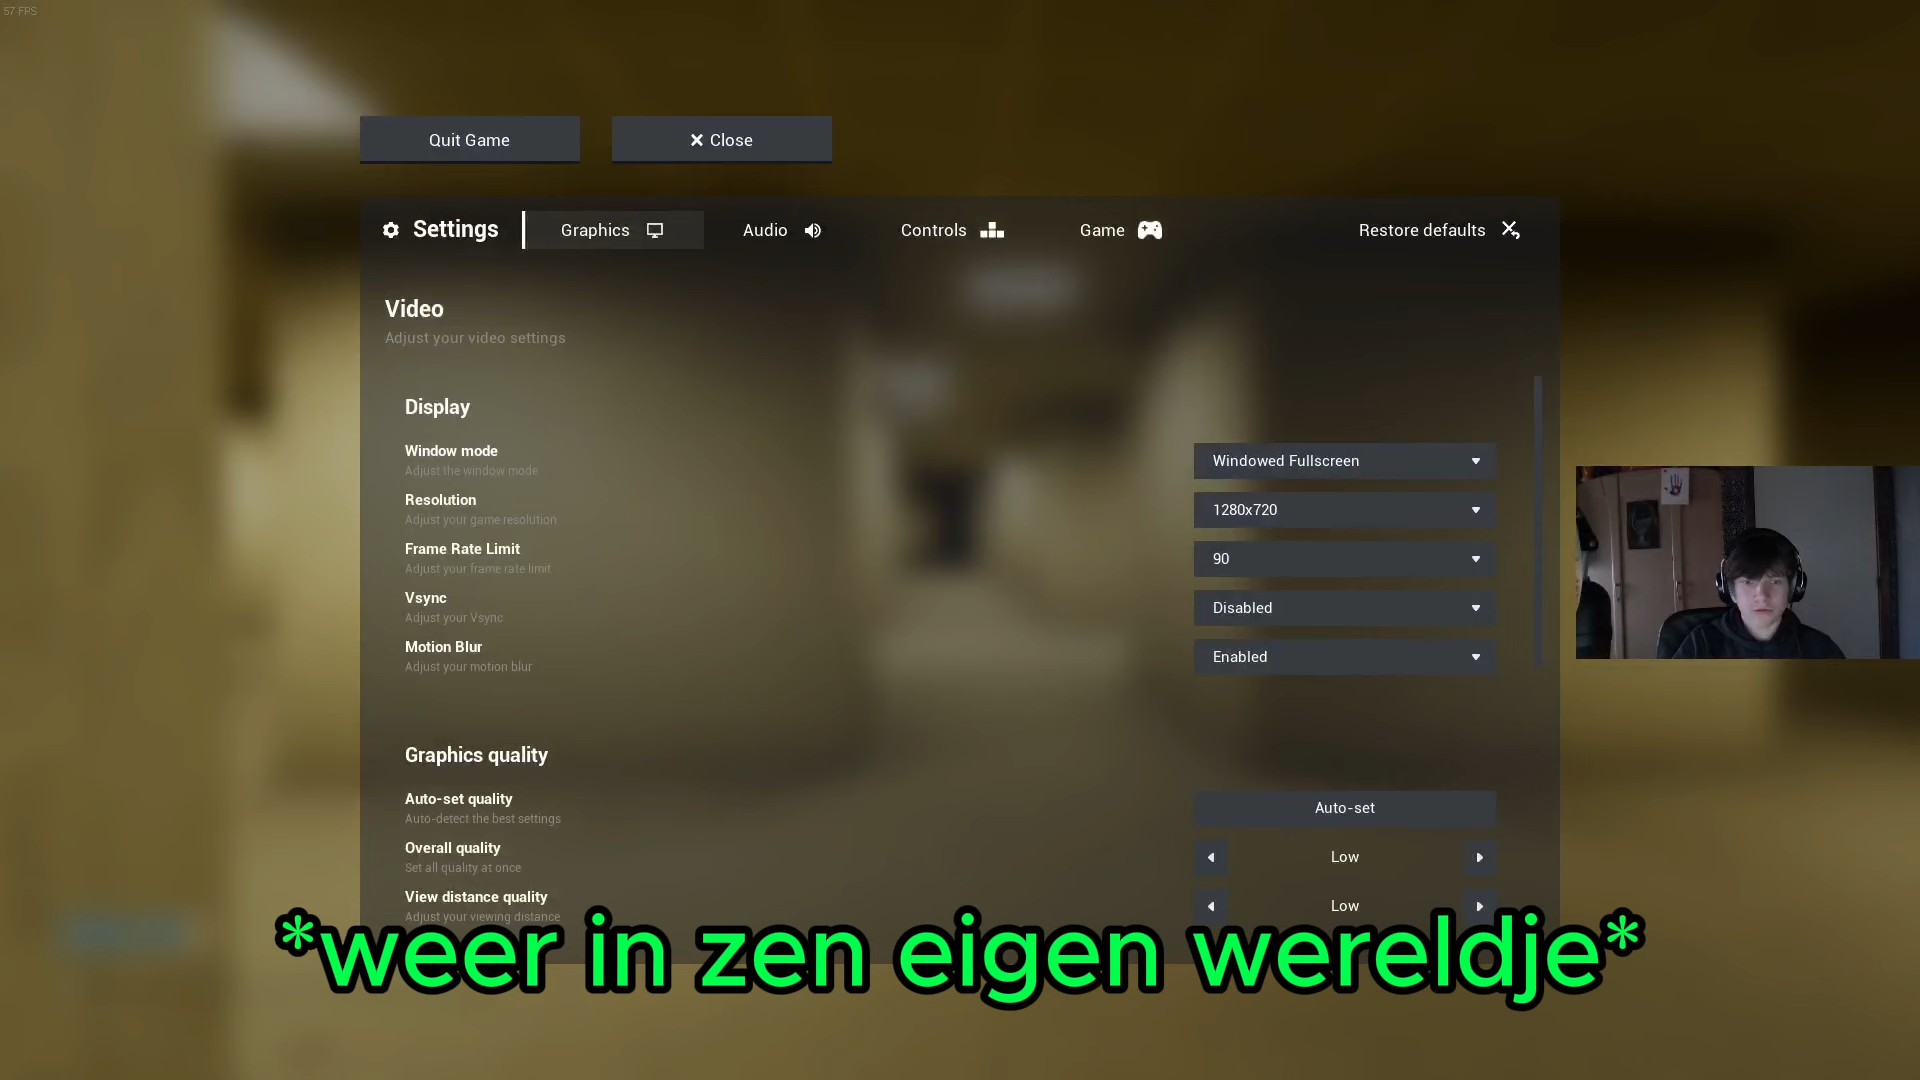 57 FPS
Quit Game
Close
Settings
Graphics
Audio
Controls
Game
Restore defaults
Video
Adjust your video settings
Display
Window mode
Adjust the window mode
Windowed Fullscreen
Resolution
Adjust your game resolution
1280x720
Frame Rate Limit
Adjust your frame rate limit
90
Vsync
Adjust your Vsync
Disabled
Motion Blur
Adjust your motion blur
Enabled
Graphics quality
Auto-set quality
Auto-detect the best settings
Auto-set
Overall quality
Set all quality at once
Low
View distance quality
Adjust your viewing distance
Low
*weer in zen eigen wereldje*